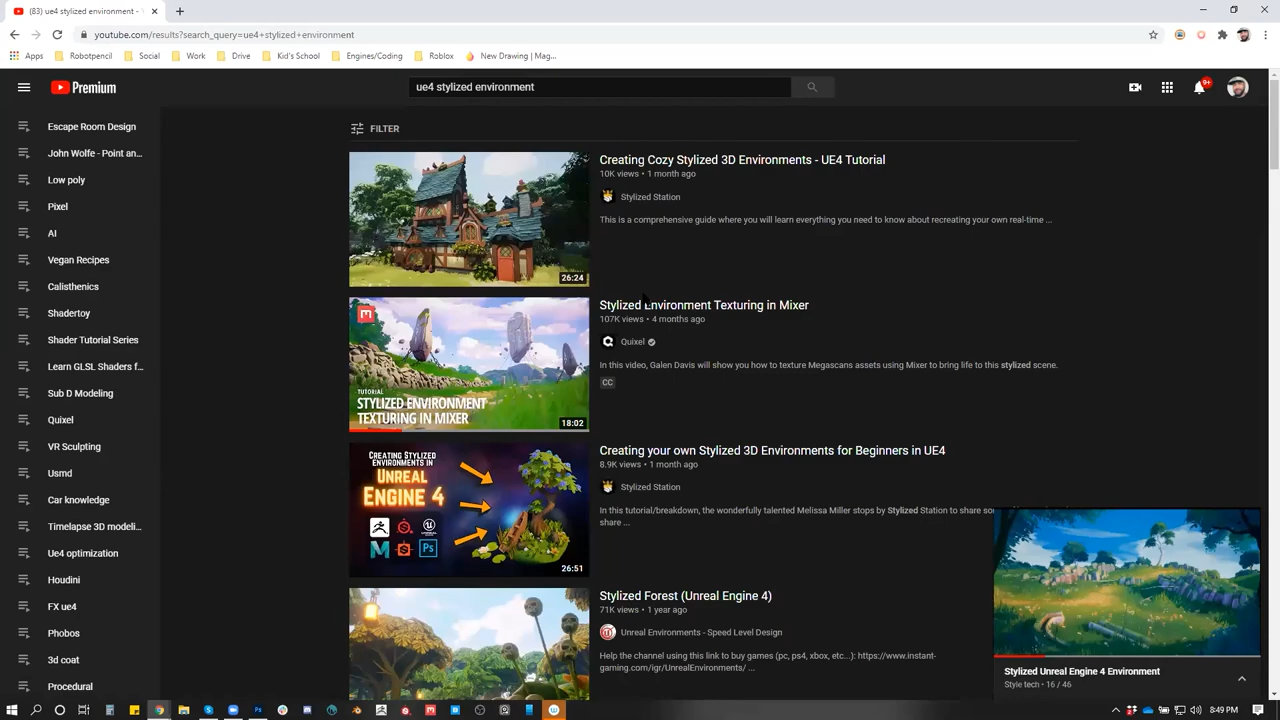 (83) ue4 stylized environment - Y
youtube.com/results?search_query=ue4+stylized+environment
Apps
Robotpencil
Social
Work
Drive
Kid's School
Engines/Coding
Roblox
New Drawing | Mag...
Premium
ue4 stylized environment
9+
Escape Room Design
John Wolfe - Point an...
Low poly
Pixel
AI
Vegan Recipes
Calisthenics
Shadertoy
Shader Tutorial Series
Learn GLSL Shaders f...
Sub D Modeling
Quixel
VR Sculpting
Usmd
Car knowledge
Timelapse 3D modeli...
Ue4 optimization
Houdini
FX ue4
Phobos
3d coat
Procedural
FILTER
26:24
Creating Cozy Stylized 3D Environments - UE4 Tutorial
10K views • 1 month ago
Stylized Station
This is a comprehensive guide where you will learn everything you need to know about recreating your own real-time ...
TUTORIAL
STYLIZED ENVIRONMENT
TEXTURING IN MIXER
18:02
Stylized Environment Texturing in Mixer
107K views • 4 months ago
Quixel
In this video, Galen Davis will show you how to texture Megascans assets using Mixer to bring life to this stylized scene.
CC
CREATING STYLIZED
ENVIRONMENTS IN
UNREAL
ENGINE 4
Ps
26:51
Creating your own Stylized 3D Environments for Beginners in UE4
8.9K views • 1 month ago
Stylized Station
In this tutorial/breakdown, the wonderfully talented Melissa Miller stops by Stylized Station to share
share ...
Stylized Forest (Unreal Engine 4)
71K views • 1 year ago
Unreal Environments - Speed Level Design
Help the channel using this link to buy games (pc, ps4, xbox, etc...): https://www.instant-
gaming.com/igr/UnrealEnvironments/ ...
Stylized Unreal Engine 4 Environment
Style tech • 16 / 46
8:49 PM